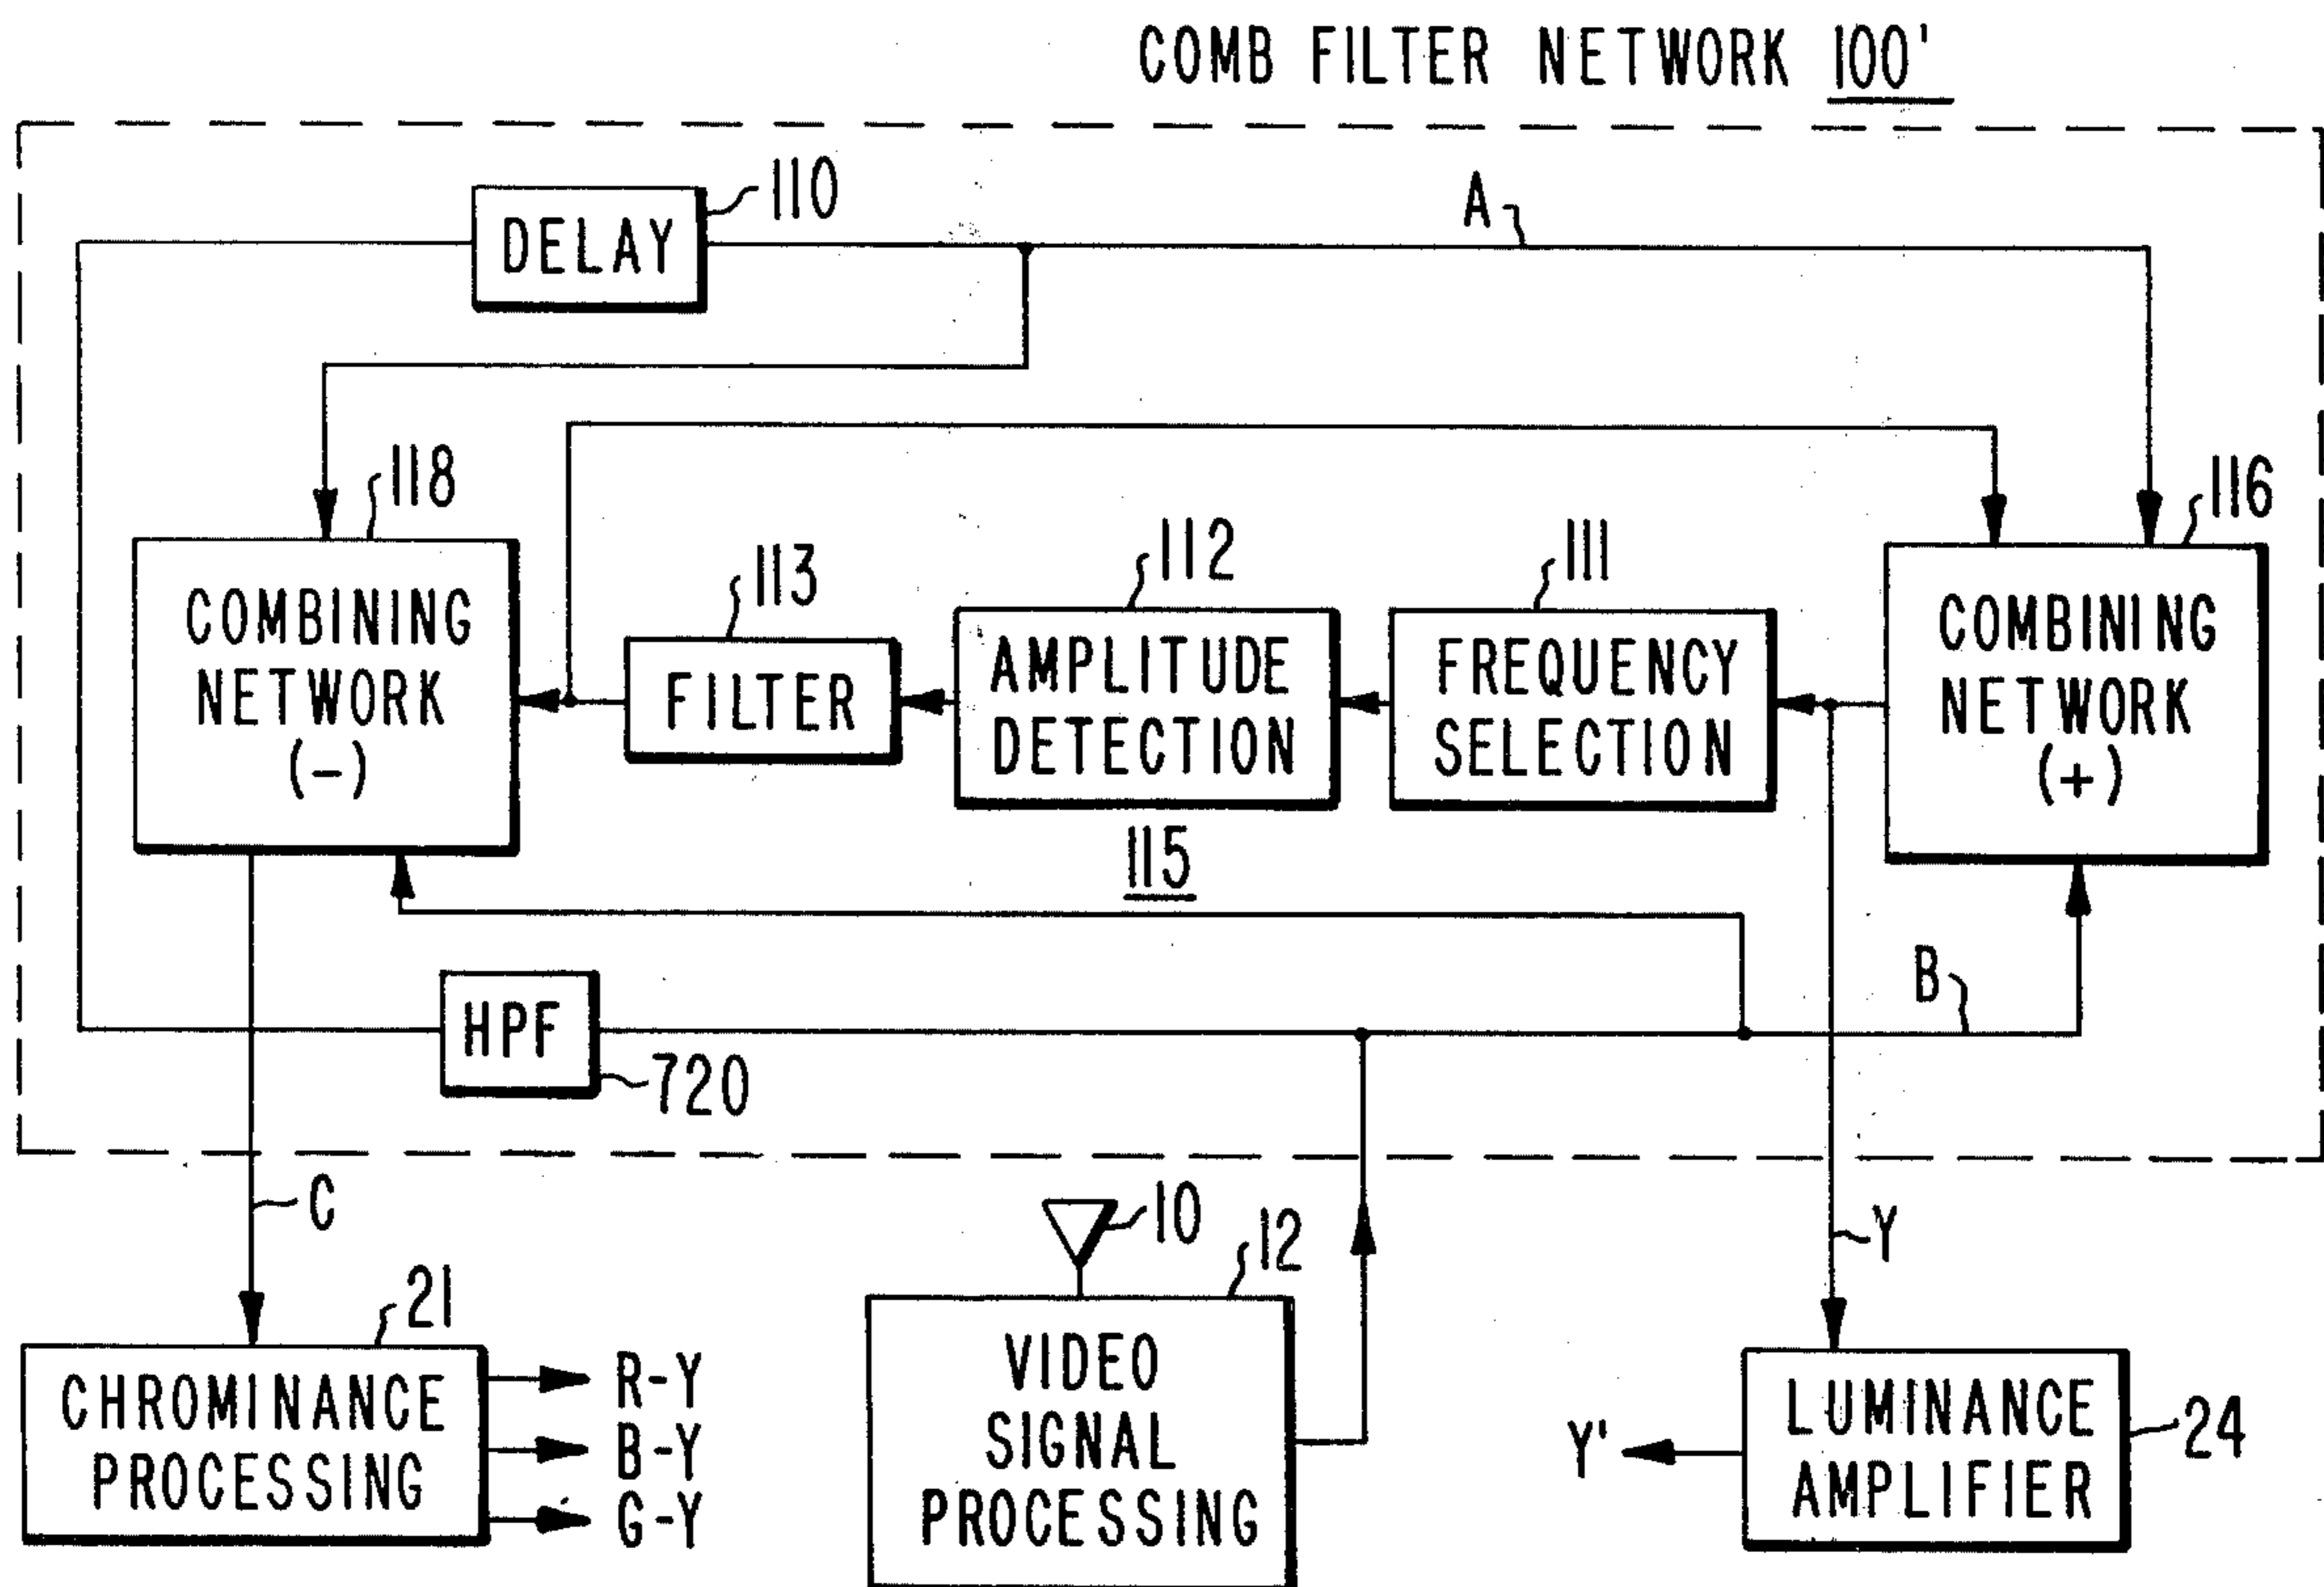 COMB FILTER NETWORK 100'
110
DELAY
A
118
COMBINING
NETWORK
(-)
113
FILTER
112
AMPLITUDE
DETECTION
111
FREQUENCY
SELECTION
116
COMBINING
NETWORK
(+)
115
B
HPF
720
C
10
12
Y
21
CHROMINANCE
PROCESSING
R-Y
B-Y
G-Y
VIDEO
SIGNAL
PROCESSING
Y'
LUMINANCE
AMPLIFIER
24